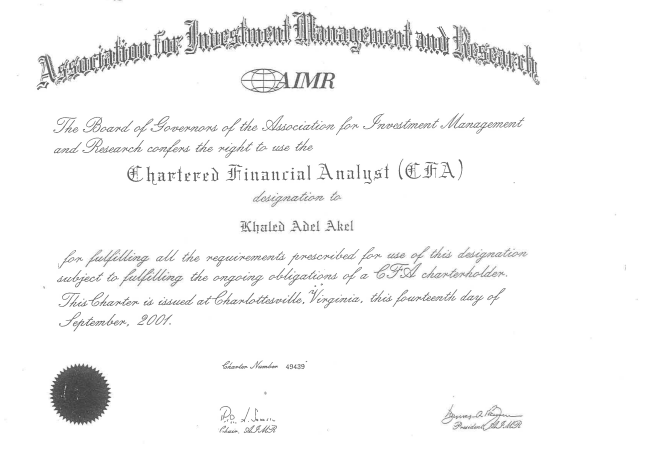 Association for Investment Management and Research
AIMR
The Board of Governors of the Association for Investment Management
and Research confers the right to use the
Chartered Financial Analyst (CFA)
designation to
Khaled Adel Akel
for fulfilling all the requirements prescribed for use of this designation
subject to fulfilling the ongoing obligations of a CFA charterholder.
This Charter is issued at Charlottesville, Virginia, this fourteenth day of
September, 2001.
Charter Number 49439
Chair, AIMR
President, AIMR